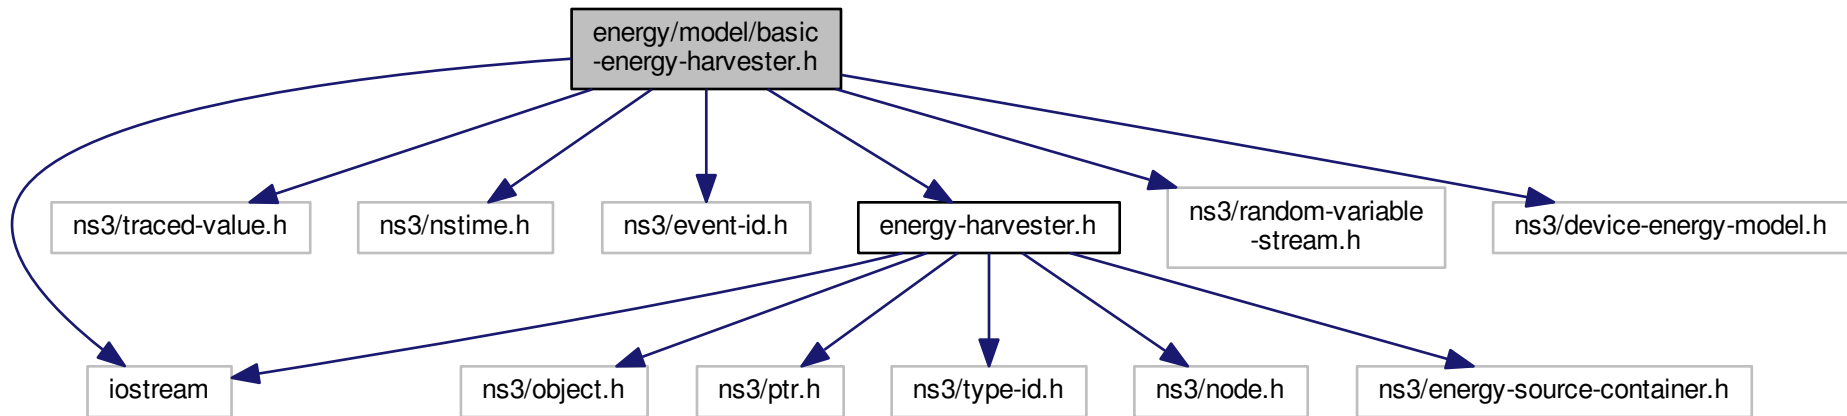 energy/model/basic
-energy-harvester.h
ns3/traced-value.h
ns3/nstime.h
ns3/event-id.h
energy-harvester.h
ns3/random-variable
-stream.h
ns3/device-energy-model.h
iostream
ns3/object.h
ns3/ptr.h
ns3/type-id.h
ns3/node.h
ns3/energy-source-container.h